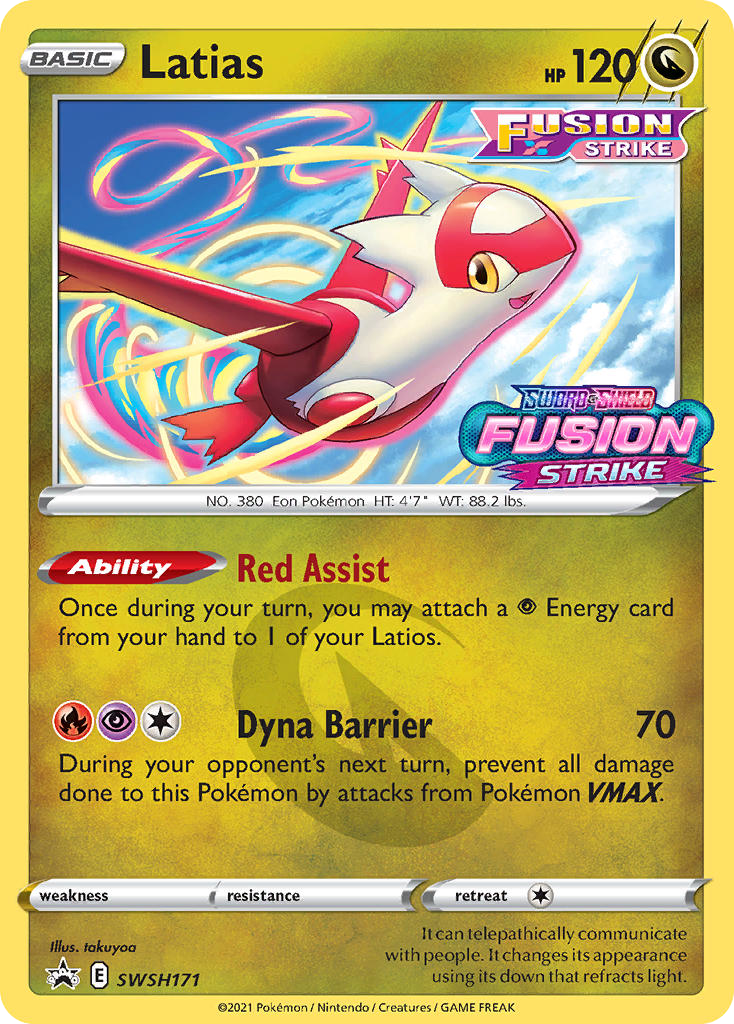 BASIC Latias HP 120
FUSION
STRIKE
SWORD & SHIELD
FUSION
STRIKE
NO. 380 Eon Pokémon HT: 4'7" WT: 88.2 lbs.
Ability Red Assist
Once during your turn, you may attach a Energy card
from your hand to 1 of your Latios.
Dyna Barrier 70
During your opponent's next turn, prevent all damage
done to this Pokémon by attacks from Pokémon VMAX.
weakness resistance retreat
Illus. takuyoa
It can telepathically communicate
with people. It changes its appearance
using its down that refracts light.
E SWSH171
©2021 Pokémon / Nintendo / Creatures / GAME FREAK